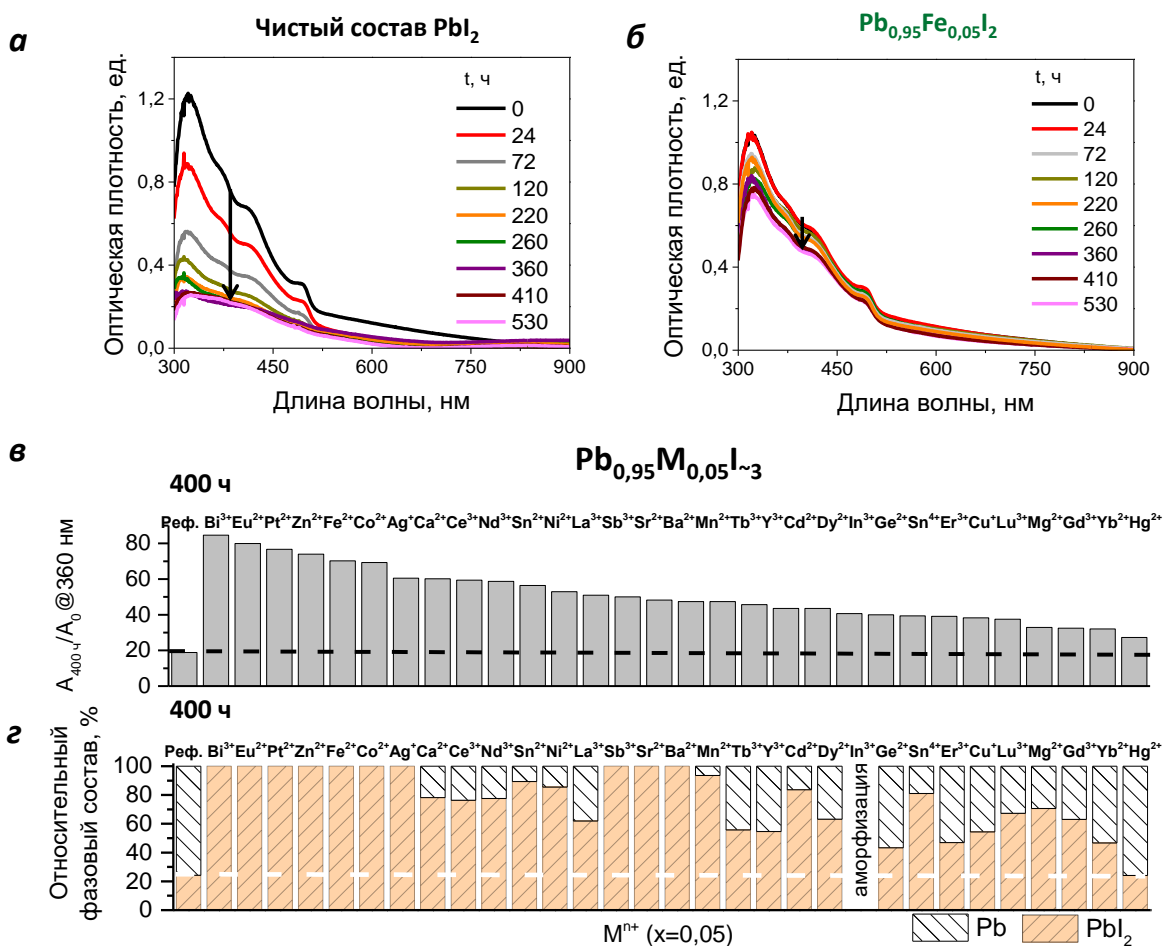 а
Чистый состав PbI2
Оптическая плотность, ед.
1,2
0,8
0,4
0,0
300 450 600 750 900
Длина волны, нм
t, ч
0
24
72
120
220
260
360
410
530
б
Pb0,95Fe0,05I2
Оптическая плотность, ед.
1,2
0,8
0,4
0,0
300 450 600 750 900
Длина волны, нм
t, ч
0
24
72
120
220
260
360
410
530
в
Pb0,95M0,05I~3
400 ч
Реф. Bi3+ Eu2+ Pt2+ Zn2+ Fe2+ Co2+ Ag+ Ca2+ Ce3+ Nd3+ Sn2+ Ni2+ La3+ Sb3+ Sr2+ Ba2+ Mn2+ Tb3+ Y3+ Cd2+ Dy2+ In3+ Ge2+ Sn4+ Er3+ Cu+ Lu3+ Mg2+ Gd3+ Yb2+ Hg2+
A400 ч/A0@360 нм
80
60
40
20
0
г
400 ч
Реф. Bi3+ Eu2+ Pt2+ Zn2+ Fe2+ Co2+ Ag+ Ca2+ Ce3+ Nd3+ Sn2+ Ni2+ La3+ Sb3+ Sr2+ Ba2+ Mn2+ Tb3+ Y3+ Cd2+ Dy2+ In3+ Ge2+ Sn4+ Er3+ Cu+ Lu3+ Mg2+ Gd3+ Yb2+ Hg2+
Относительный
фазовый состав, %
100
80
60
40
20
0
аморфизация
Mn+ (x=0,05)
Pb
PbI2